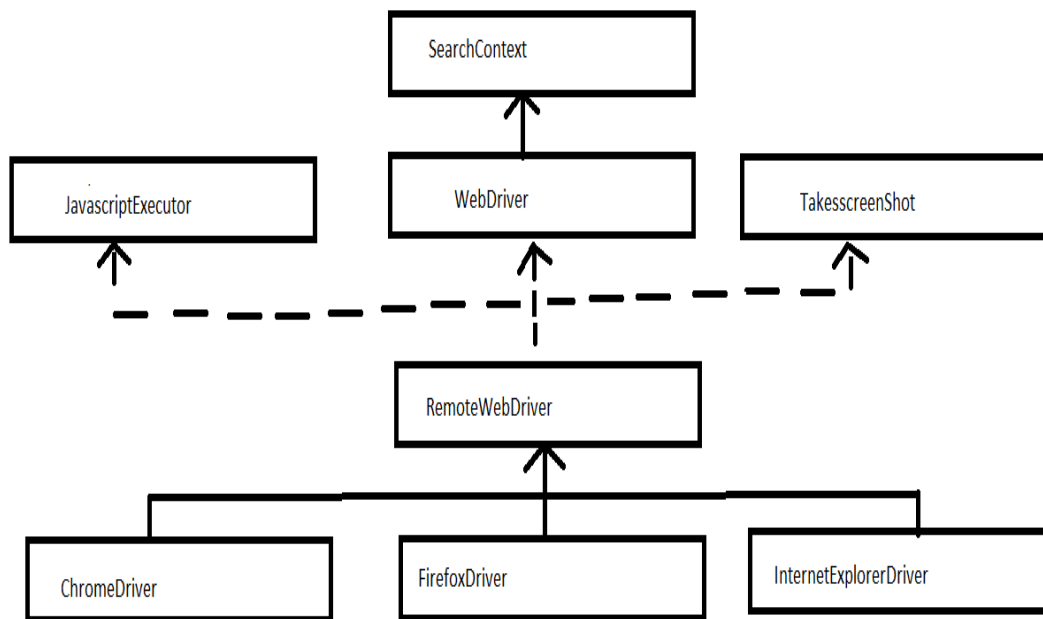 SearchContext
JavascriptExecutor
WebDriver
TakesscreenShot
RemoteWebDriver
ChromeDriver
FirefoxDriver
InternetExplorerDriver